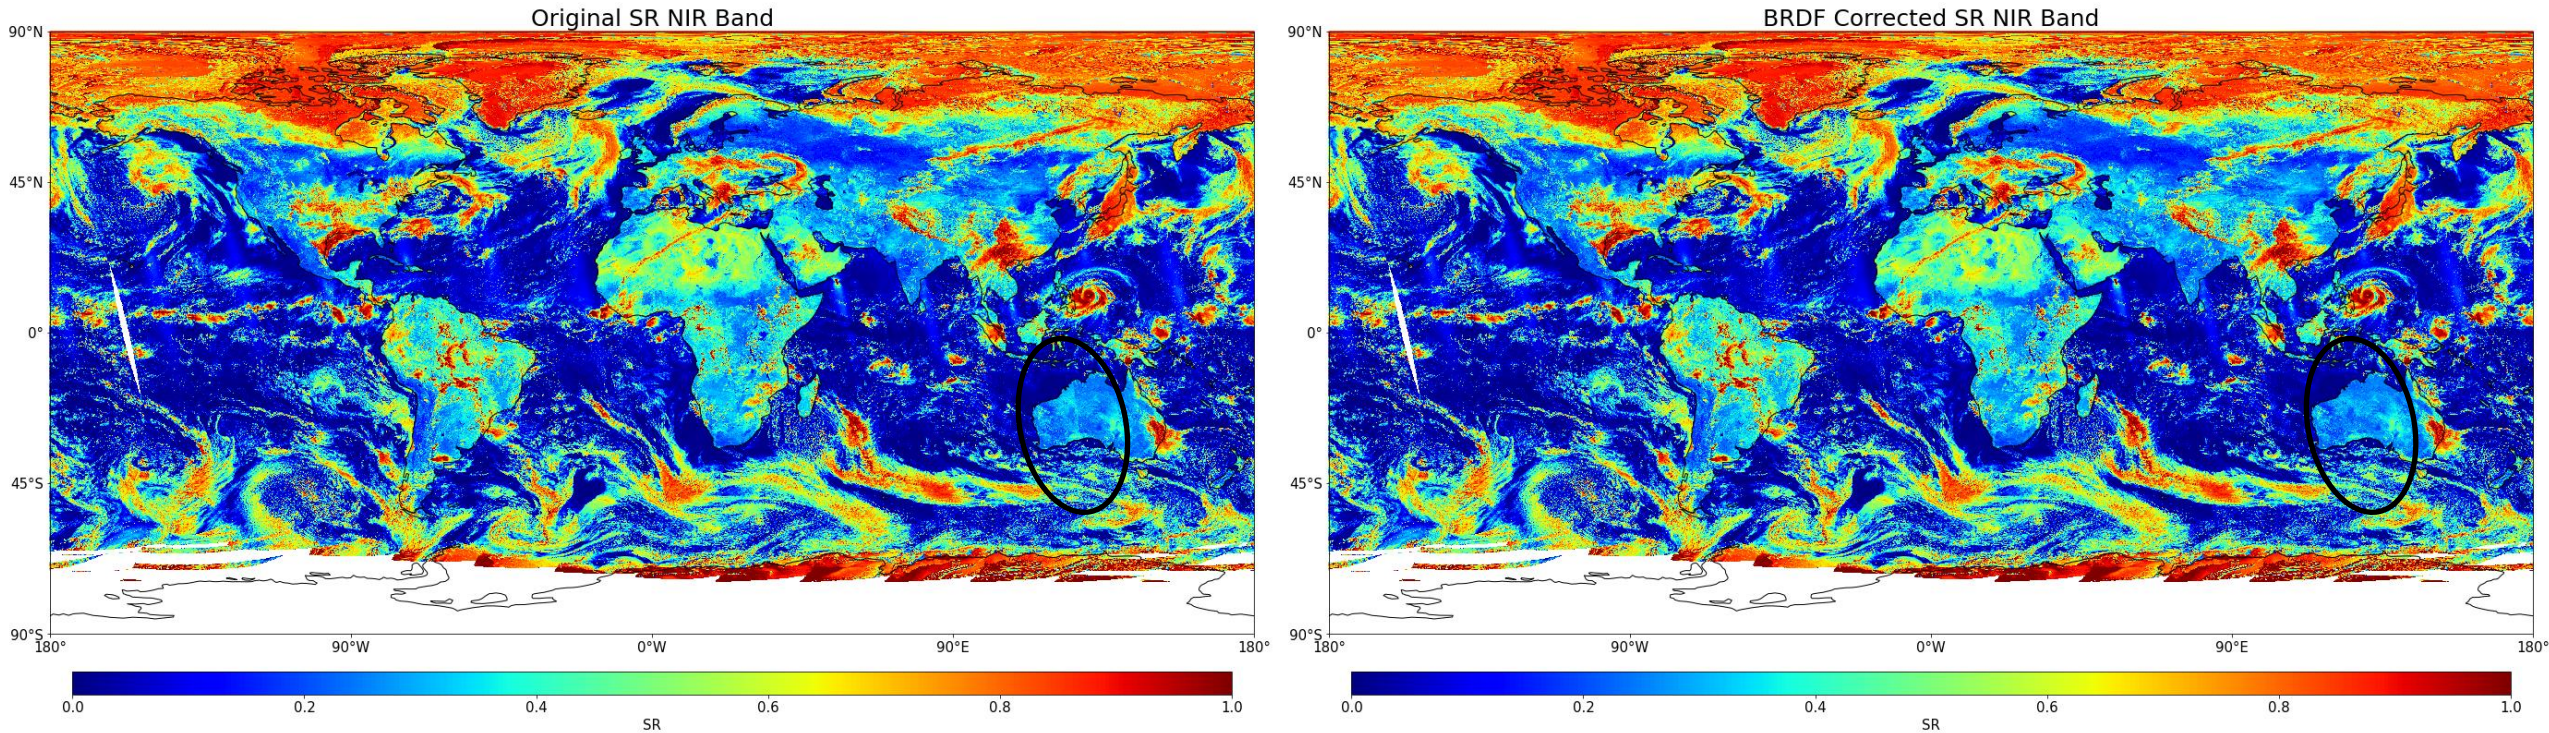 Original SR NIR Band
90°N
45°N
0°
45°S
90°S
180° 90°W 0°W 90°E 180°
0.0 0.2 0.4 0.6 0.8 1.0
SR
BRDF Corrected SR NIR Band
90°N
45°N
0°
45°S
90°S
180° 90°W 0°W 90°E 180°
0.0 0.2 0.4 0.6 0.8 1.0
SR